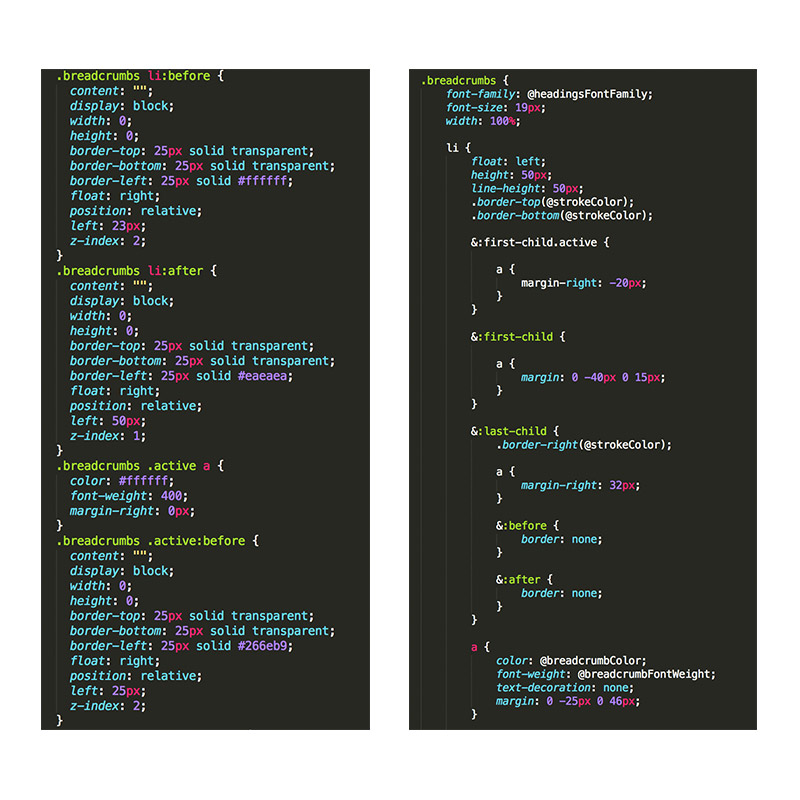 .breadcrumbs li:before {
content: "";
display: block;
width: 0;
height: 0;
border-top: 25px solid transparent;
border-bottom: 25px solid transparent;
border-left: 25px solid #ffffff;
float: right;
position: relative;
left: 23px;
z-index: 2;
}
.breadcrumbs li:after {
content: "";
display: block;
width: 0;
height: 0;
border-top: 25px solid transparent;
border-bottom: 25px solid transparent;
border-left: 25px solid #eaeaea;
float: right;
position: relative;
left: 50px;
z-index: 1;
}
.breadcrumbs .active a {
color: #ffffff;
font-weight: 400;
margin-right: 0px;
}
.breadcrumbs .active:before {
content: "";
display: block;
width: 0;
height: 0;
border-top: 25px solid transparent;
border-bottom: 25px solid transparent;
border-left: 25px solid #266eb9;
float: right;
position: relative;
left: 25px;
z-index: 2;
}
.breadcrumbs {
font-family: @headingsFontFamily;
font-size: 19px;
width: 100%;
li {
float: left;
height: 50px;
line-height: 50px;
.border-top(@strokeColor);
.border-bottom(@strokeColor);
&:first-child.active {
a {
margin-right: -20px;
}
}
&:first-child {
a {
margin: 0 -40px 0 15px;
}
}
&:last-child {
.border-right(@strokeColor);
a {
margin-right: 32px;
}
&:before {
border: none;
}
&:after {
border: none;
}
}
a {
color: @breadcrumbColor;
font-weight: @breadcrumbFontWeight;
text-decoration: none;
margin: 0 -25px 0 46px;
}